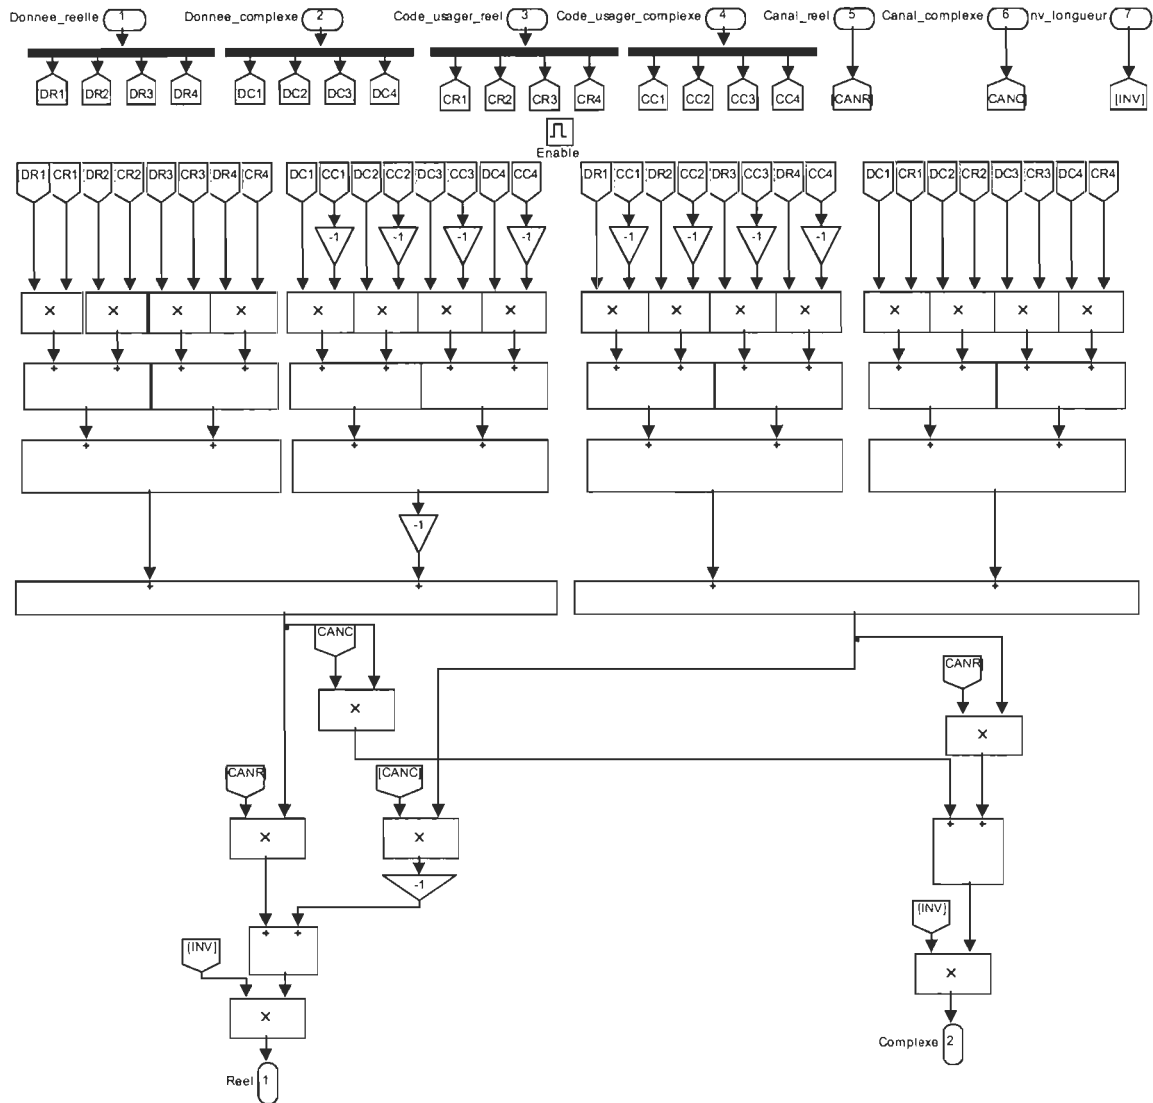 Donnee_reelle 1 Donnee_complexe 2 Code_usager_reel 3 Code_usager_complexe 4 Canal_reel 5 Canal_complexe 6 nv_longueur 7
DR1 DR2 DR3 DR4 DC1 DC2 DC3 DC4 CR1 CR2 CR3 CR4 CC1 CC2 CC3 CC4 [CANR] CANC [INV]
Enable
DR1 CR1 DR2 CR2 DR3 CR3 DR4 CR4 DC1 CC1 DC2 CC2 DC3 CC3 DC4 CC4 DR1 CC1 DR2 CC2 DR3 CC3 DR4 CC4 DC1 CR1 DC2 CR2 DC3 CR3 DC4 CR4
-1 -1 -1 -1 -1 -1 -1 -1
× × × × × × × × × × × × × × × ×
+ + + + + + + + + + + + + + + +
+ + + + + + + +
-1
+ + + +
CANC
[CANR]
×
×
[CANR] [CANC]
× × + +
-1
[INV]
+ +
[INV]
×
×
Complexe 2
Reel 1